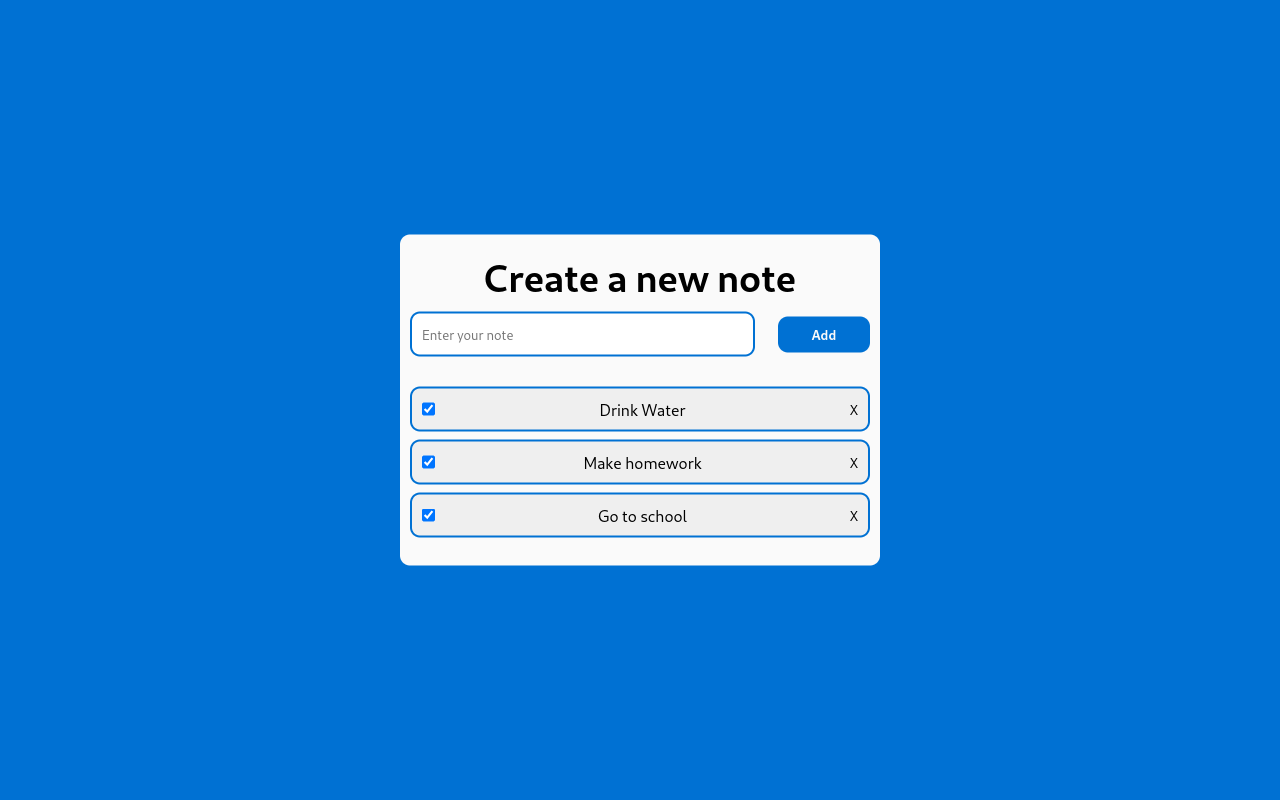 Create a new note
Enter your note
Add
Drink Water
X
Make homework
X
Go to school
X